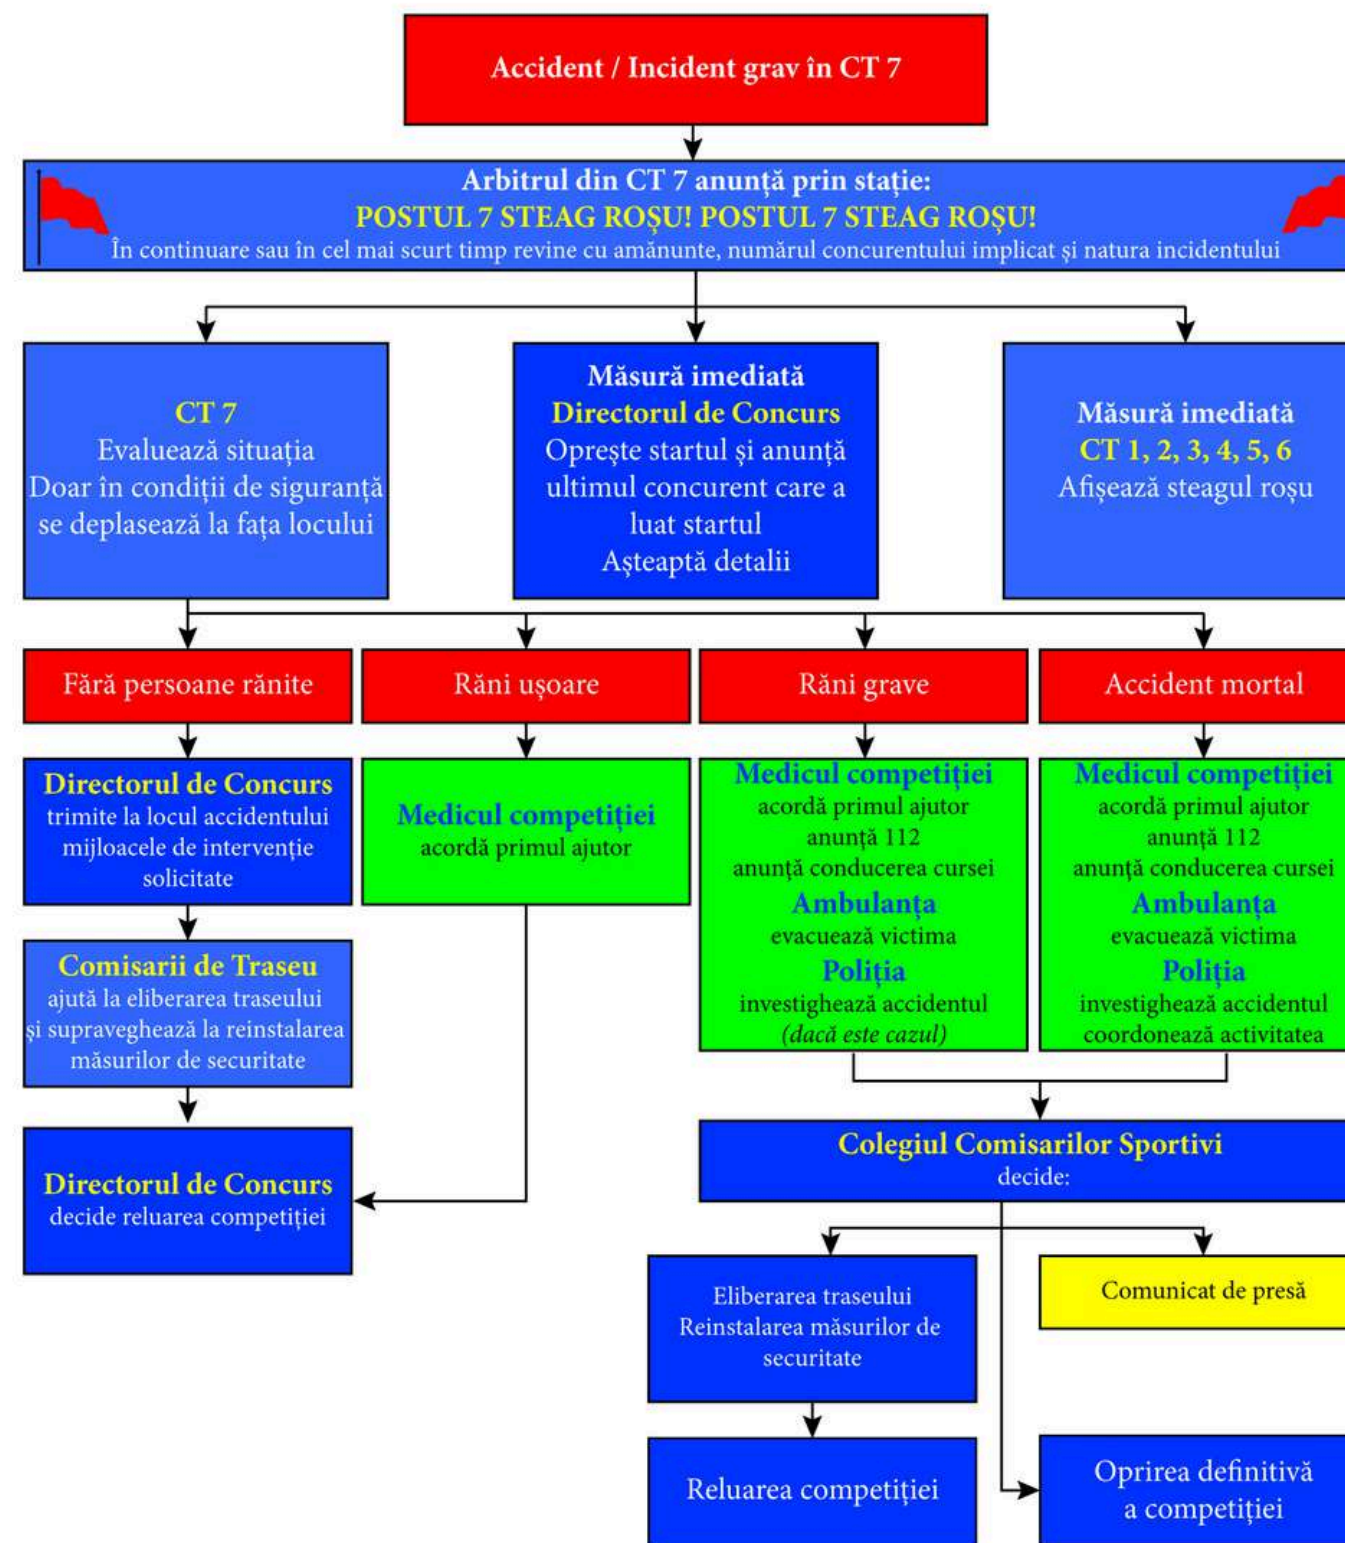 Accident / Incident grav în CT 7
Arbitrul din CT 7 anunță prin stație:
POSTUL 7 STEAG ROȘU! POSTUL 7 STEAG ROȘU!
În continuare sau în cel mai scurt timp revine cu amănunte, numărul concurentului implicat și natura incidentului
CT 7
Evaluează situația
Doar în condiții de siguranță
se deplasează la fața locului
Măsură imediată
Directorul de Concurs
Oprește startul și anunță
ultimul concurent care a
luat startul
Așteaptă detalii
Măsură imediată
CT 1, 2, 3, 4, 5, 6
Afișează steagul roșu
Fără persoane rănite
Răni ușoare
Răni grave
Accident mortal
Directorul de Concurs
trimite la locul accidentului
mijloacele de intervenție
solicitate
Medicul competiției
acordă primul ajutor
Medicul competiției
acordă primul ajutor
anunță 112
anunță conducerea cursei
Ambulanța
evacuează victima
Poliția
investighează accidentul
(dacă este cazul)
Medicul competiției
acordă primul ajutor
anunță 112
anunță conducerea cursei
Ambulanța
evacuează victima
Poliția
investighează accidentul
coordonează activitatea
Comisarii de Traseu
ajută la eliberarea traseului
și supraveghează la reinstalarea
măsurilor de securitate
Directorul de Concurs
decide reluarea competiției
Colegiul Comisarilor Sportivi
decide:
Eliberarea traseului
Reinstalarea măsurilor de
securitate
Comunicat de presă
Reluarea competiției
Oprirea definitivă
a competiției